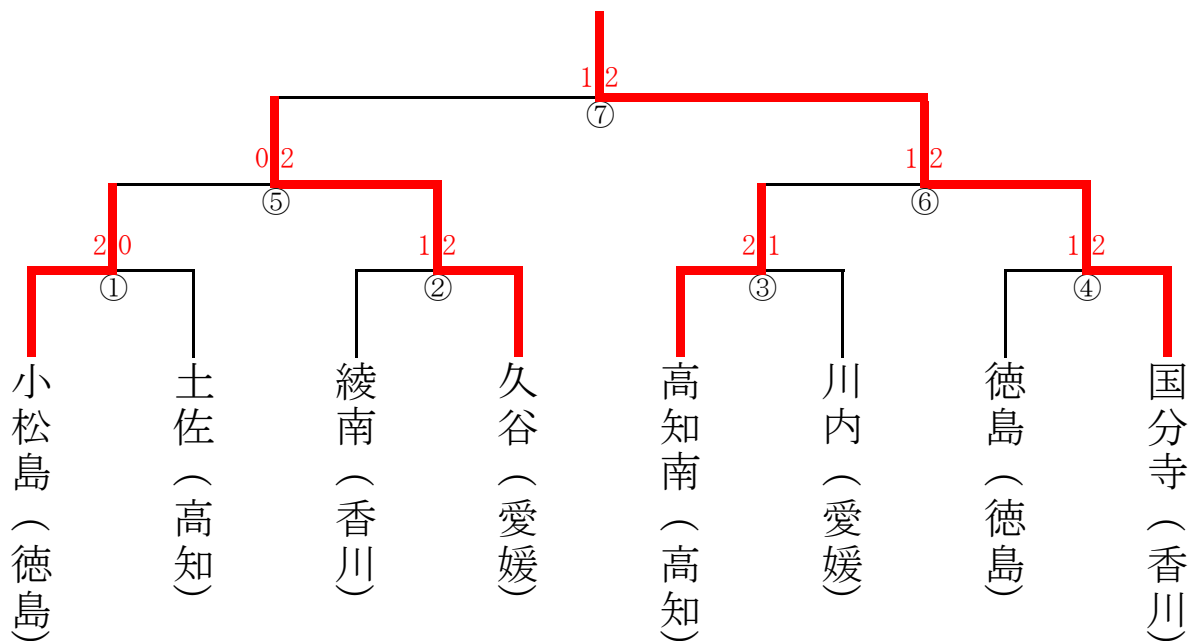 1 2
⑦
0 2
1 2
⑤
⑥
2 0
1 2
2 1
1 2
①
②
③
④
小松島（徳島）
土佐（高知）
綾南（香川）
久谷（愛媛）
高知南（高知）
川内（愛媛）
徳島（徳島）
国分寺（香川）